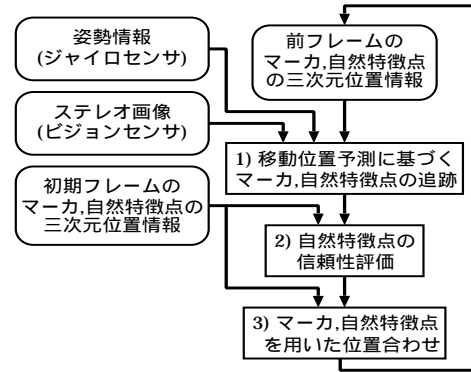 姿勢情報
(ジャイロセンサ)
ステレオ画像
(ビジョンセンサ)
初期フレームの
マーカ,自然特徴点の
三次元位置情報
前フレームの
マーカ,自然特徴点
の三次元位置情報
1) 移動位置予測に基づく
マーカ,自然特徴点の追跡
2) 自然特徴点の
信頼性評価
3) マーカ,自然特徴点
を用いた位置合わせ